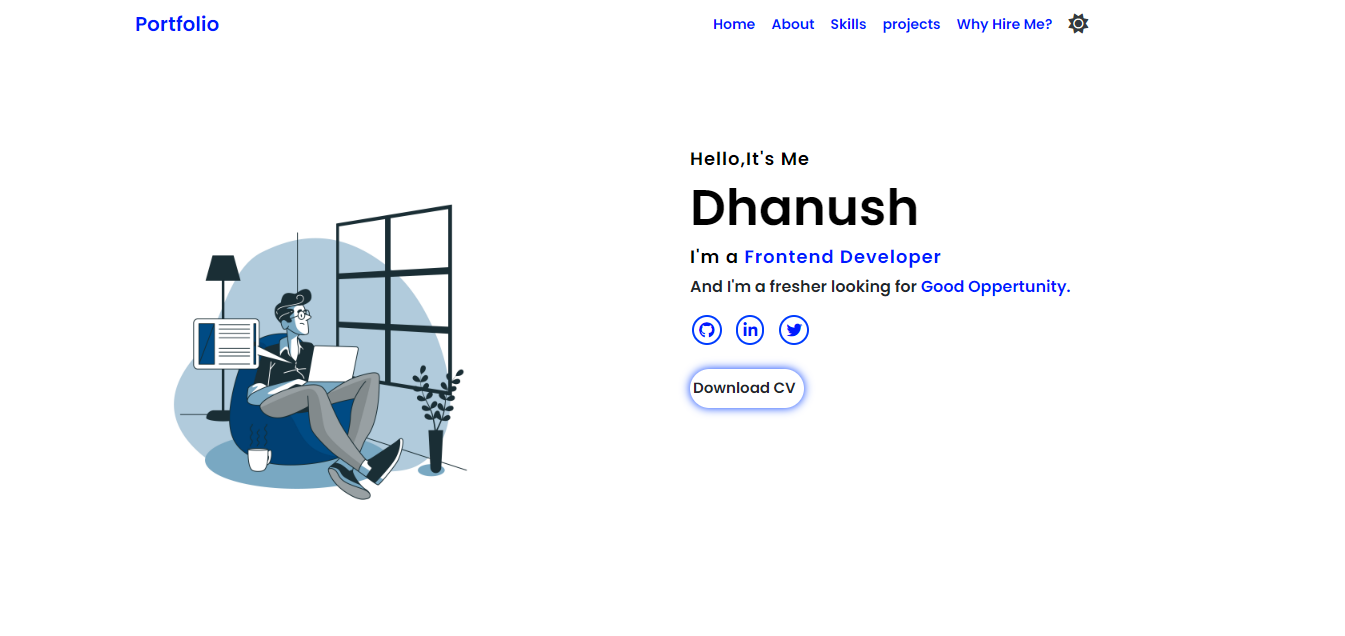 Portfolio
Home About Skills projects Why Hire Me?
Hello,It's Me
Dhanush
I'm a Frontend Developer
And I'm a fresher looking for Good Oppertunity.
in
Download CV